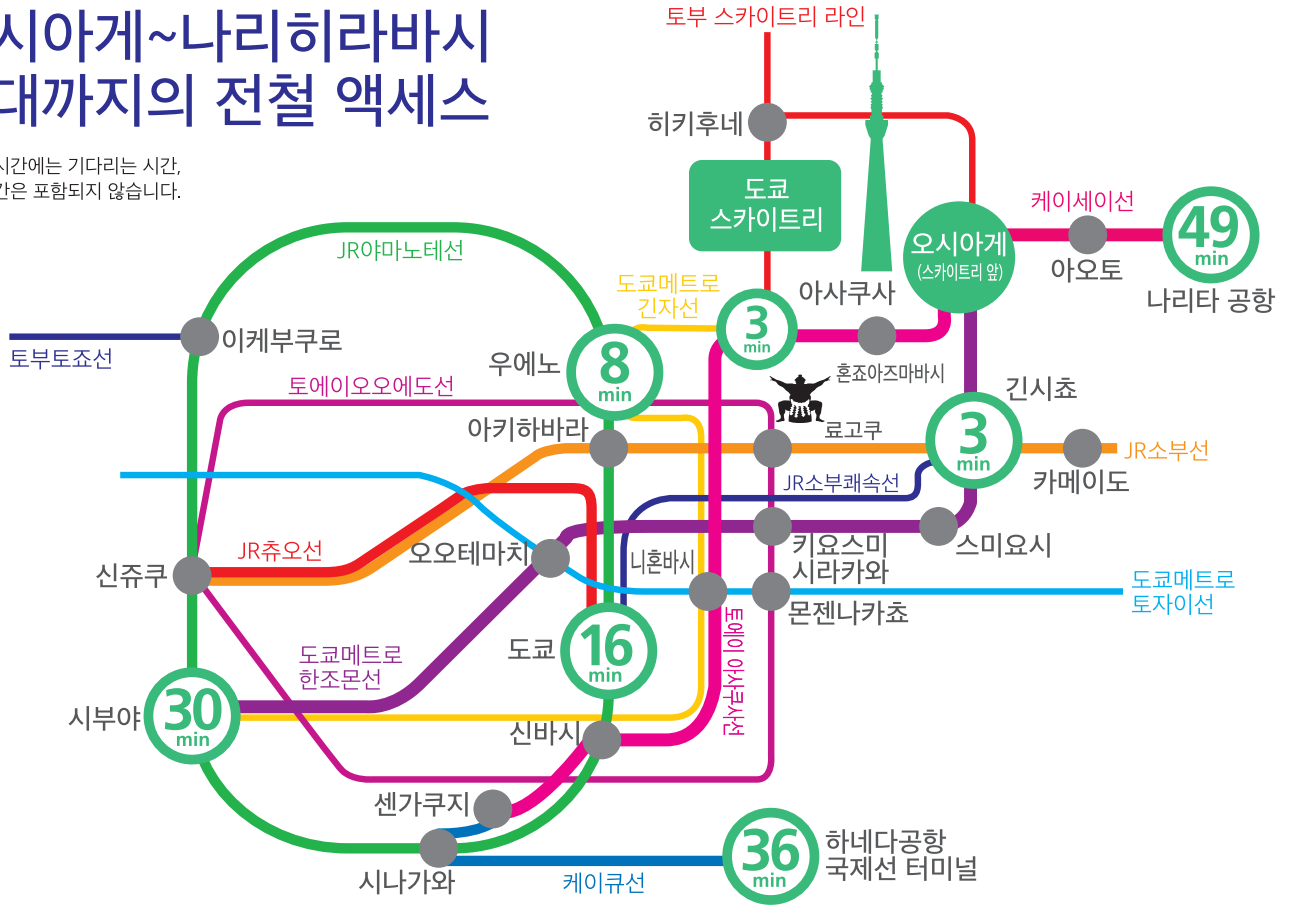 시아게~나리히라바시
대까지의 전철 액세스
시간에는 기다리는 시간,
간은 포함되지 않습니다.
토부 스카이트리 라인
히키후네
도쿄
스카이트리
오시아게
(스카이트리 앞)
케이세이선
아오토
49
min
나리타 공항
JR야마노테선
도쿄메트로
긴자선
아사쿠사
3
min
혼죠아즈마바시
이케부쿠로
토부토죠선
우에노
8
min
토에이오오에도선
긴시쵸
3
min
아키하바라
료고쿠
JR소부선
카메이도
JR소부쾌속선
JR츄오선
오오테마치
니혼바시
키요스미
시라카와
스미요시
신쥬쿠
몬젠나카쵸
도쿄메트로
토자이선
토에이 아사쿠사선
도쿄
16
min
도쿄메트로
한조몬선
시부야
30
min
신바시
센가쿠지
시나가와
케이큐선
36
min
하네다공항
국제선 터미널